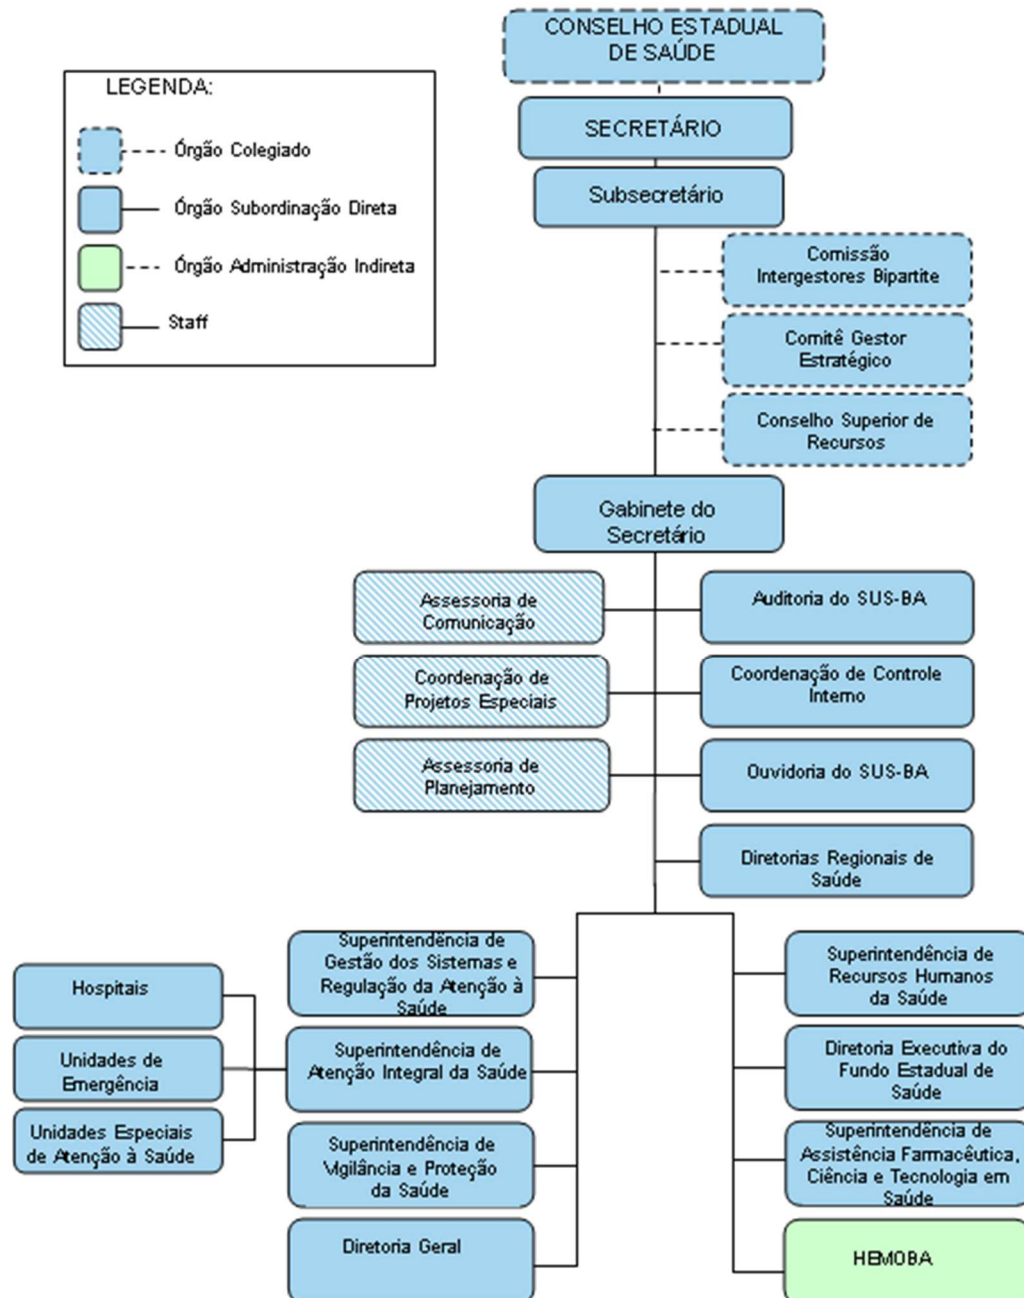 CONSELHO ESTADUAL
DE SAÚDE
LEGENDA:
Órgão Colegiado
Órgão Subordinação Direta
Órgão Administração Indireta
Staff
SECRETÁRIO
Subsecretário
Comissão
Intergestores Bipartite
Comitê Gestor
Estratégico
Conselho Superior de
Recursos
Gabinete do
Secretário
Assessoria de
Comunicação
Auditoria do SUS-BA
Coordenação de
Projetos Especiais
Coordenação de Controle
Interno
Assessoria de
Planejamento
Ouvidoria do SUS-BA
Diretorias Regionais de
Saúde
Hospitais
Unidades de
Emergência
Unidades Especiais
de Atenção à Saúde
Superintendência de
Gestão dos Sistemas e
Regulação da Atenção à
Saúde
Superintendência de
Atenção Integral da Saúde
Superintendência de
Vigilância e Proteção
da Saúde
Diretoria Geral
Superintendência de
Recursos Humanos
da Saúde
Diretoria Executiva do
Fundo Estadual de
Saúde
Superintendência de
Assistência Farmacêutica,
Ciência e Tecnologia em
Saúde
HEMOBA